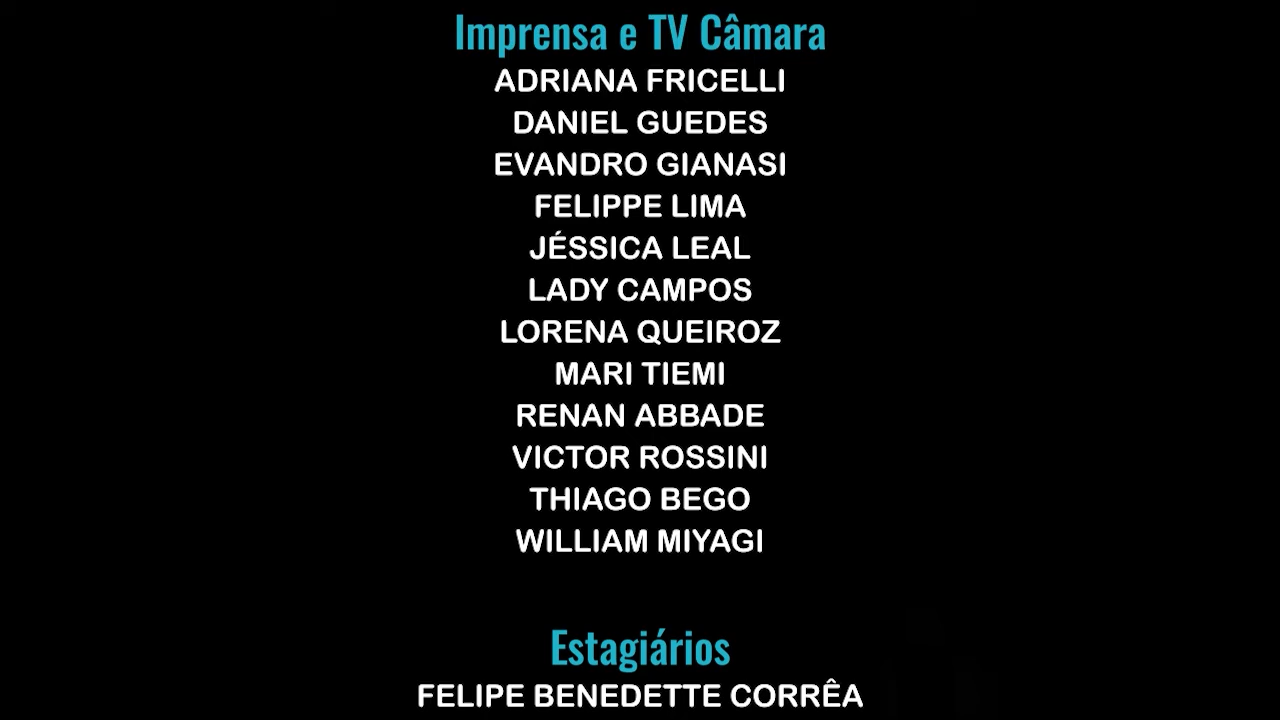 Imprensa e TV Câmara
ADRIANA FRICELLI
DANIEL GUEDES
EVANDRO GIANASI
FELIPPE LIMA
JÉSSICA LEAL
LADY CAMPOS
LORENA QUEIROZ
MARI TIEMI
RENAN ABBADE
VICTOR ROSSINI
THIAGO BEGO
WILLIAM MIYAGI
Estagiários
FELIPE BENEDETTE CORRÊA